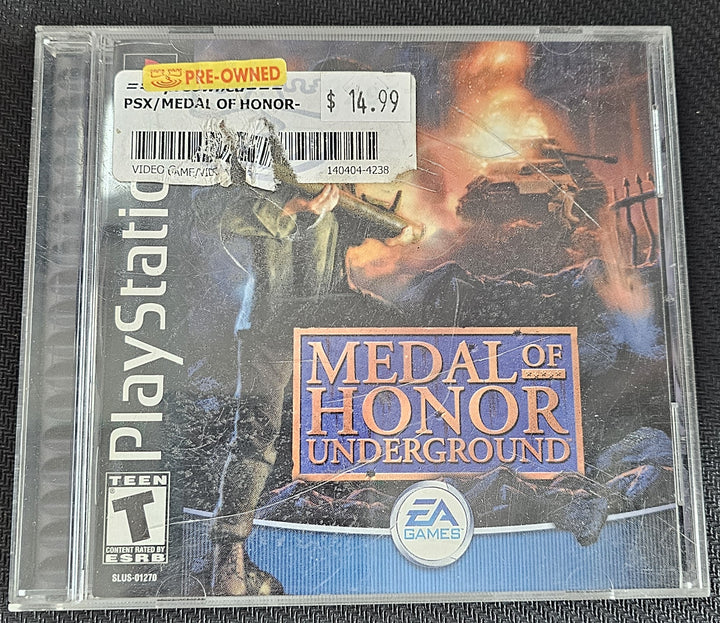 PRE-OWNED
PSX/MEDAL OF HONOR-
$ 14.99
VIDEO GAME/VID
140404-4238
PlayStation
MEDAL OF
HONOR
UNDERGROUND
TEEN
T
CONTENT RATED BY
ESRB
SLUS-01270
EA
GAMES